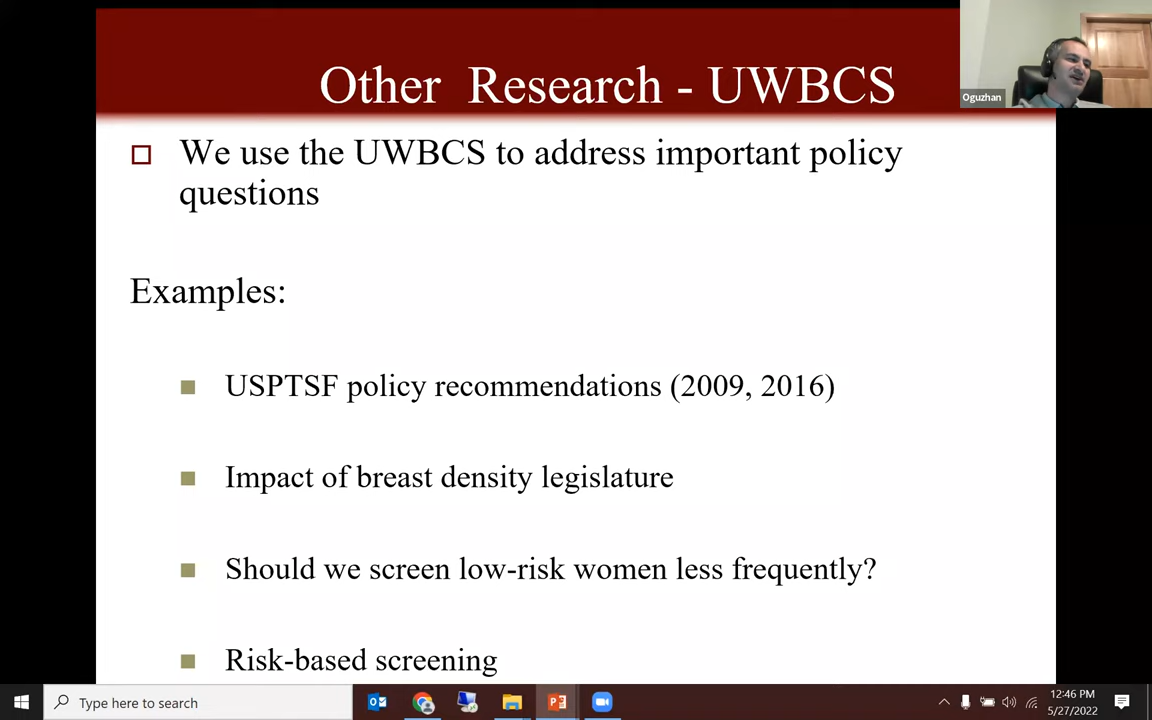 Other Research - UWBCS
Oguzhan
We use the UWBCS to address important policy
questions
Examples:
USPTSF policy recommendations (2009, 2016)
Impact of breast density legislature
Should we screen low-risk women less frequently?
Risk-based screening
Type here to search
12:46 PM
5/27/2022